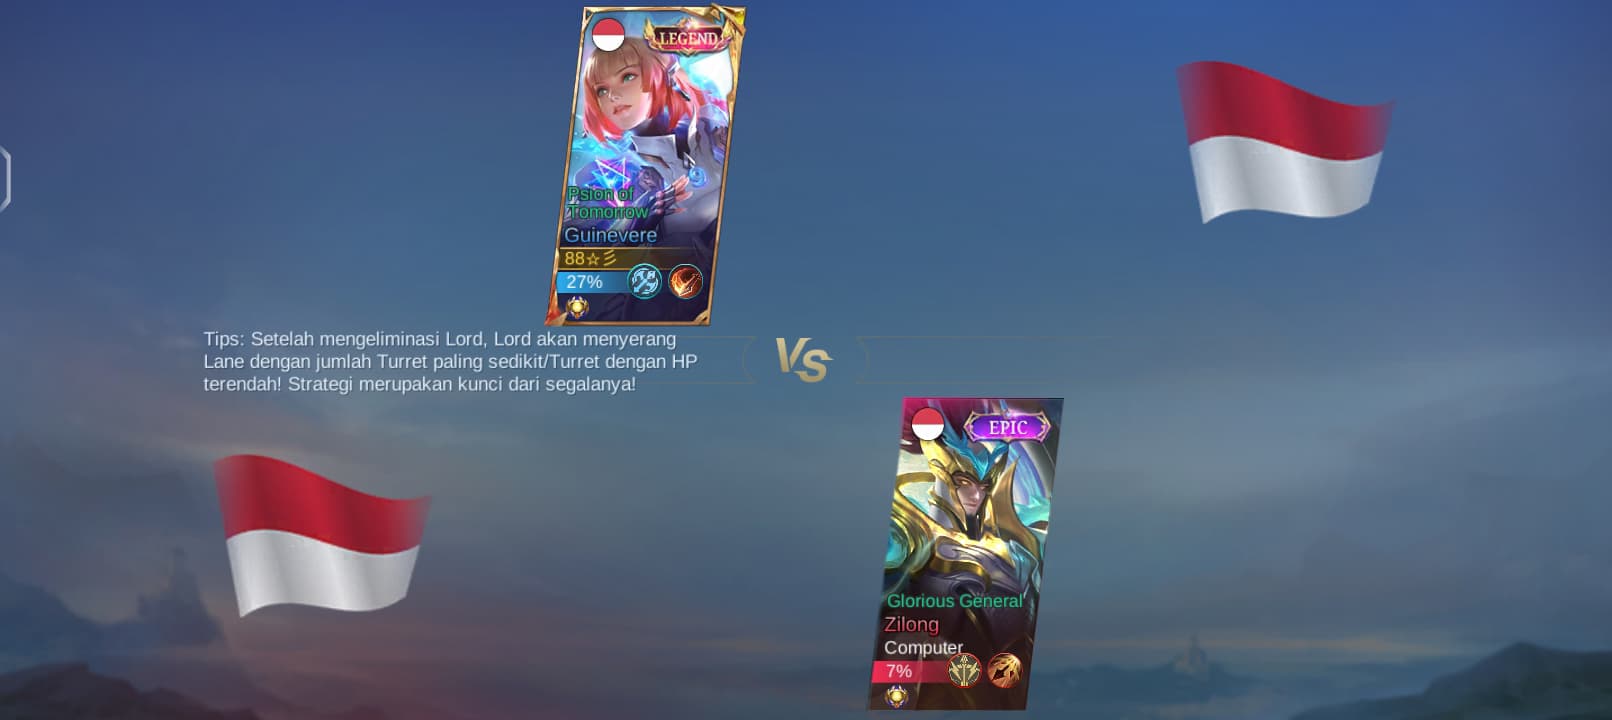 LEGEND
Psion of
Tomorrow
Guinevere
88☆彡
27%
Tips: Setelah mengeliminasi Lord, Lord akan menyerang
Lane dengan jumlah Turret paling sedikit/Turret dengan HP
terendah! Strategi merupakan kunci dari segalanya!
VS
EPIC
Glorious General
Zilong
Computer
7%